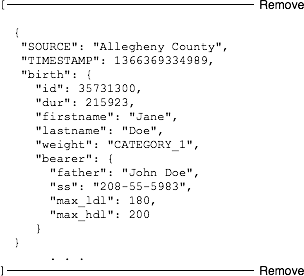 [ Remove
{
"SOURCE": "Allegheny County",
"TIMESTAMP": 1366369334989,
"birth": {
"id": 35731300,
"dur": 215923,
"firstname": "Jane",
"lastname": "Doe",
"weight": "CATEGORY_1",
"bearer": {
"father": "John Doe",
"ss": "208-55-5983",
"max_ldl": 180,
"max_hdl": 200
}
}
. . .
] Remove